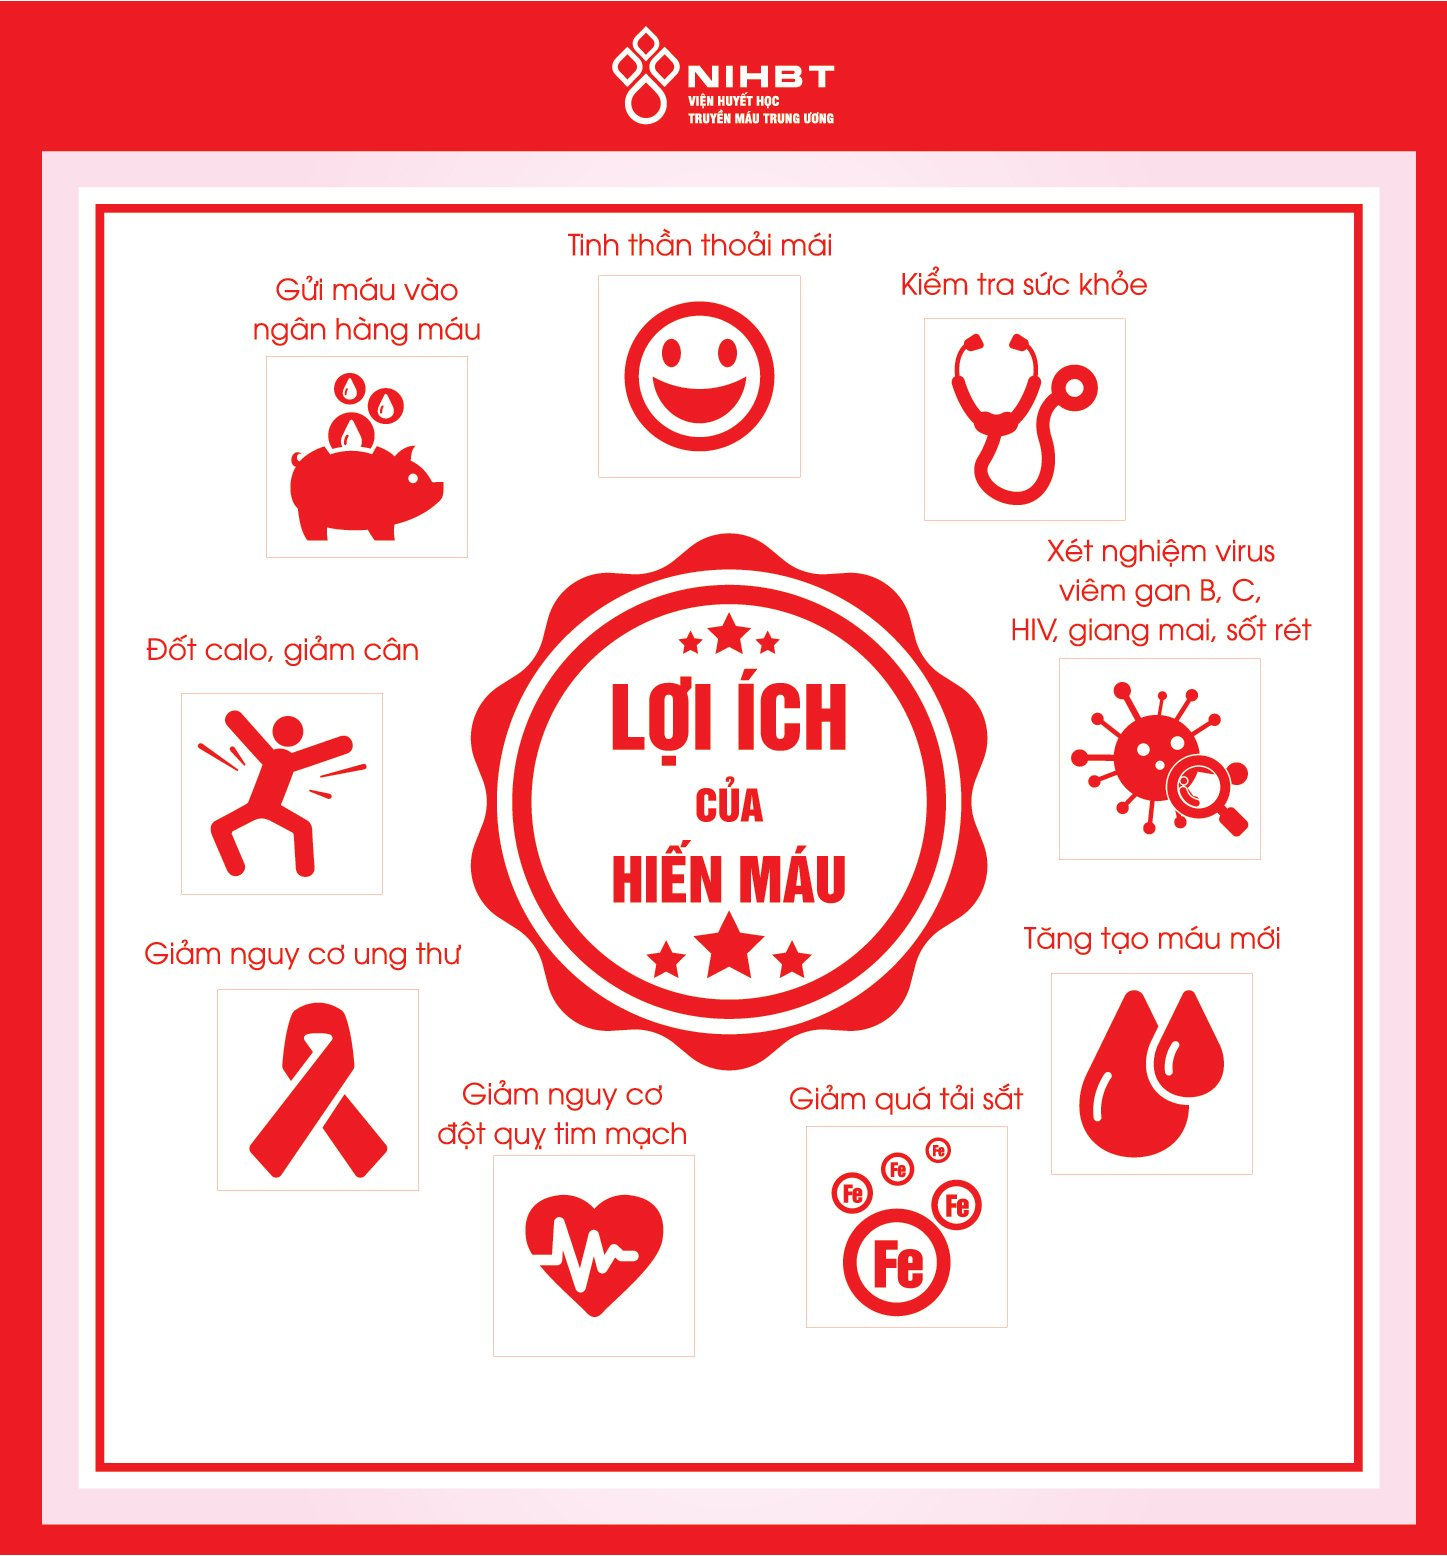 NIHBT
VIỆN HUYẾT HỌC
TRUYỀN MÁU TRUNG ƯƠNG
Tinh thần thoải mái
Kiểm tra sức khỏe
Gửi máu vào
ngân hàng máu
Xét nghiệm virus
viêm gan B, C,
HIV, giang mai, sốt rét
Đốt calo, giảm cân
LỢI ÍCH
CỦA
HIẾN MÁU
Tăng tạo máu mới
Giảm nguy cơ ung thư
Giảm nguy cơ
đột quỵ tim mạch
Giảm quá tải sắt
Fe
Fe
Fe
Fe
Fe